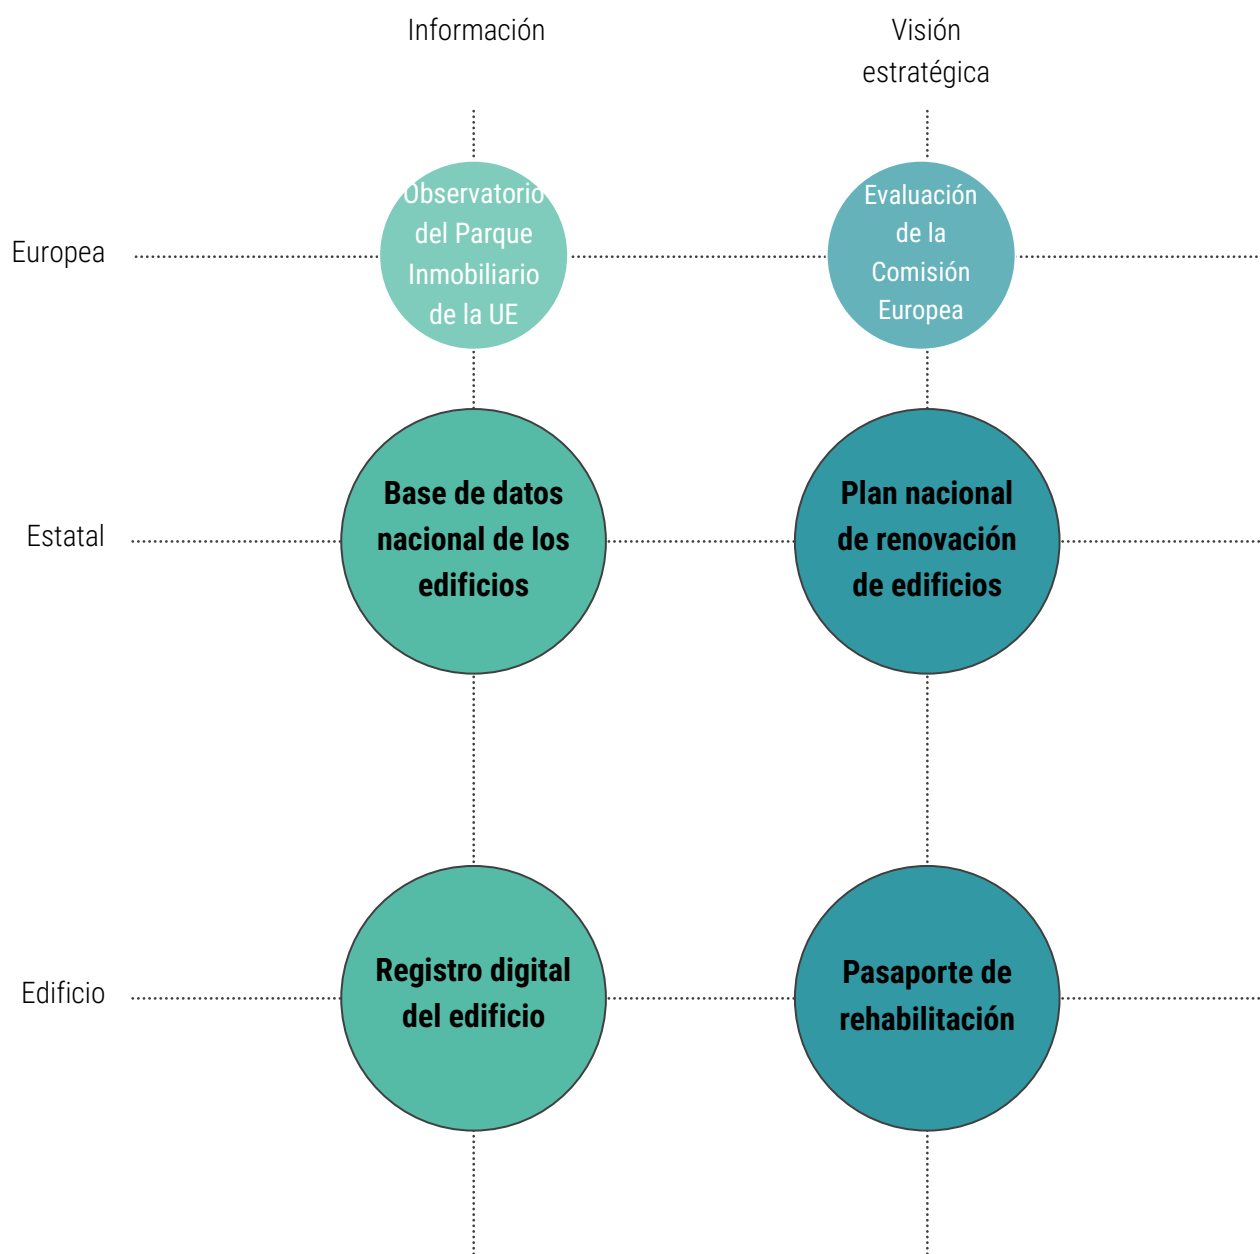 Información
Visión
estratégica
Europea
Observatorio
del Parque
Inmobiliario
de la UE
Evaluación
de la
Comisión
Europea
Estatal
Base de datos
nacional de los
edificios
Plan nacional
de renovación
de edificios
Edificio
Registro digital
del edificio
Pasaporte de
rehabilitación